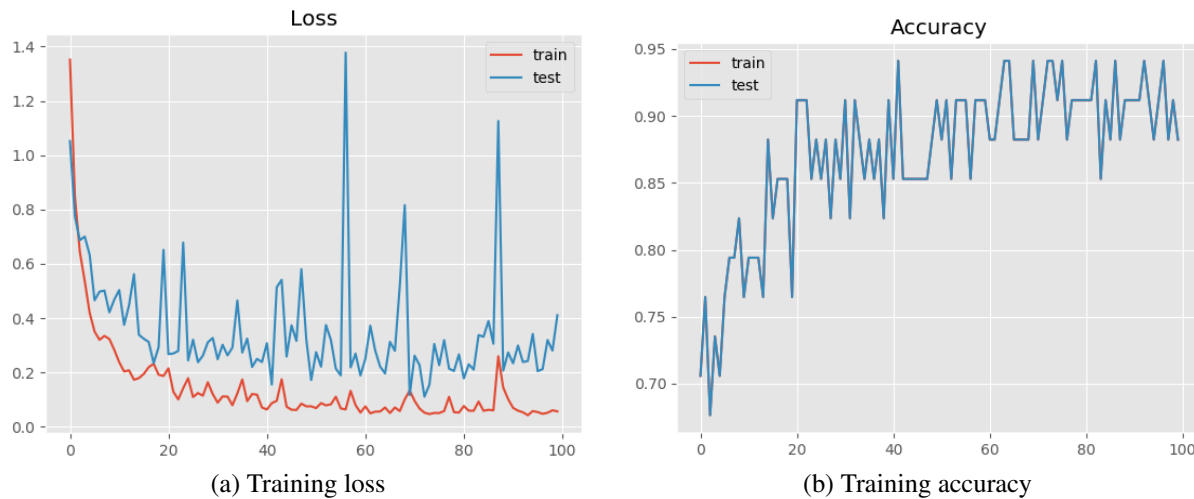 Loss
train
test
1.4
1.2
1.0
0.8
0.6
0.4
0.2
0.0
0 20 40 60 80 100
(a) Training loss
Accuracy
train
test
0.95
0.90
0.85
0.80
0.75
0.70
0 20 40 60 80 100
(b) Training accuracy